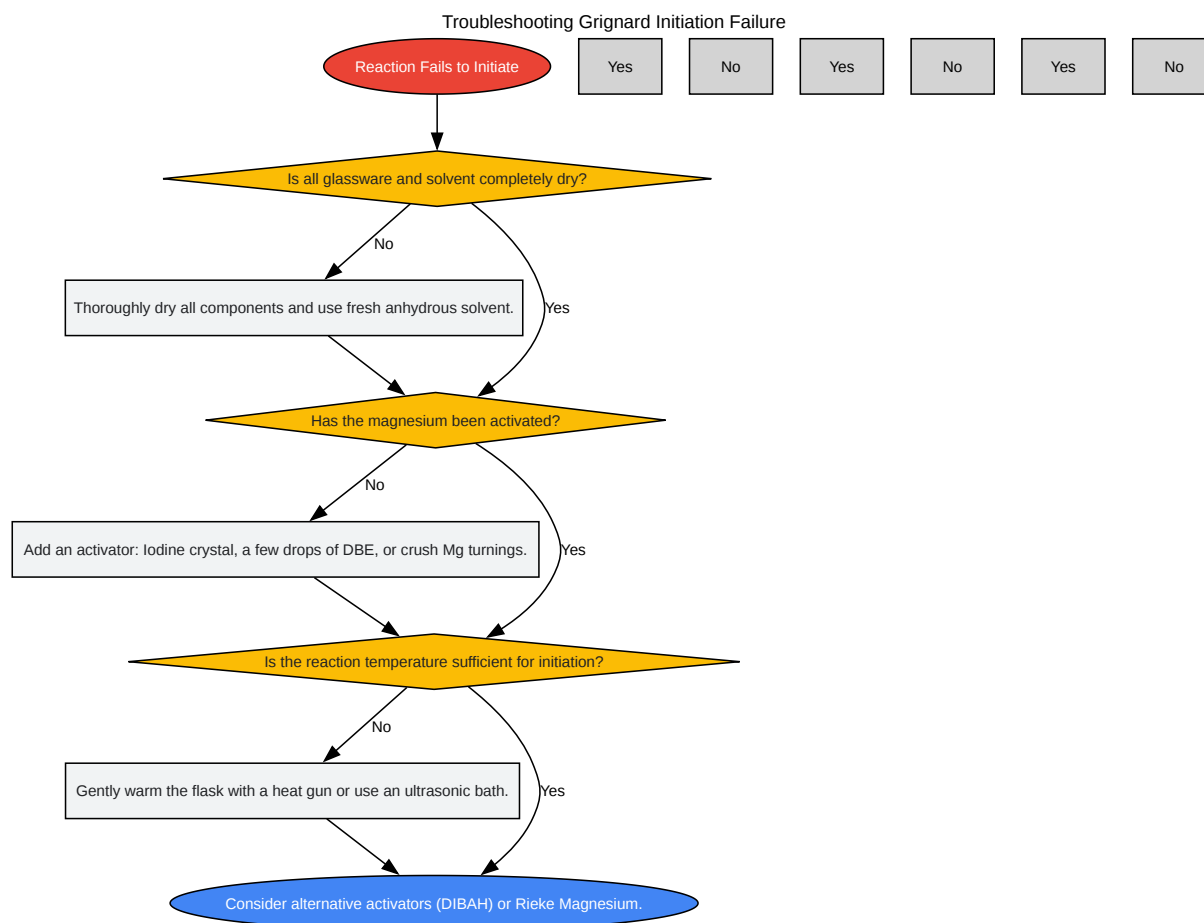 Troubleshooting Grignard Initiation Failure
Reaction Fails to Initiate
Yes
No
Yes
No
Yes
No
Is all glassware and solvent completely dry?
No
Thoroughly dry all components and use fresh anhydrous solvent.
Yes
Has the magnesium been activated?
No
Add an activator: Iodine crystal, a few drops of DBE, or crush Mg turnings.
Yes
Is the reaction temperature sufficient for initiation?
No
Gently warm the flask with a heat gun or use an ultrasonic bath.
Yes
Consider alternative activators (DIBAH) or Rieke Magnesium.